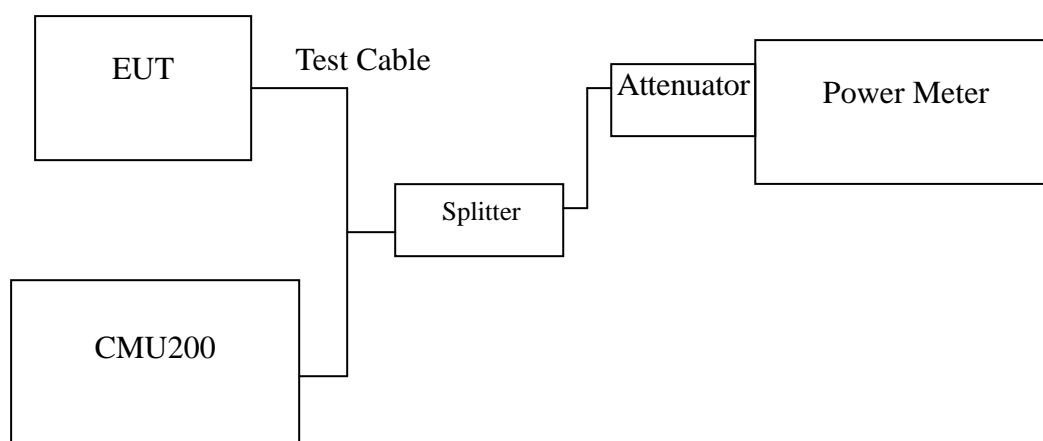 EUT
Test Cable
Attenuator
Power Meter
Splitter
CMU200